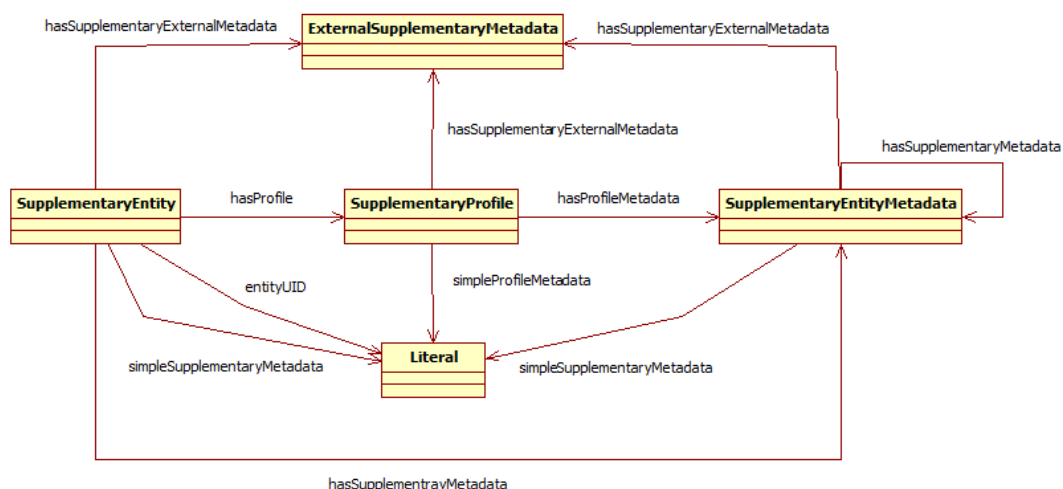 hasSupplementaryExternalMetadata
ExternalSupplementaryMetadata
hasSupplementaryExternalMetadata
hasSupplementaryExternalMetadata
hasSupplementaryMetadata
SupplementaryEntity
hasProfile
SupplementaryProfile
hasProfileMetadata
SupplementaryEntityMetadata
simpleProfileMetadata
entityUID
Literal
simpleSupplementaryMetadata
simpleSupplementaryMetadata
hasSupplementrayMetadata